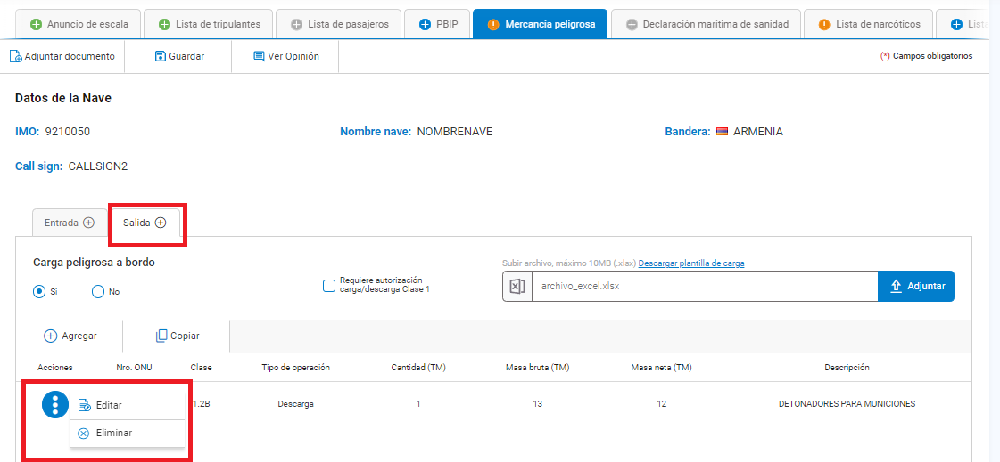 Anuncio de escala
Lista de tripulantes
Lista de pasajeros
PBIP
Mercancía peligrosa
Declaración marítima de sanidad
Lista de narcóticos
Adjuntar documento
Guardar
Ver Opinión
(*) Campos obligatorios
Datos de la Nave
IMO: 9210050
Nombre nave: NOMBRENAVE
Bandera: ARMENIA
Call sign: CALLSIGN2
Entrada
Salida
Carga peligrosa a bordo
Si
No
Requiere autorización
carga/descarga Clase 1
Subir archivo, máximo 10MB (.xlsx) Descargar plantilla de carga
archivo_excel.xlsx
Adjuntar
Agregar
Copiar
Acciones Nro. ONU Clase Tipo de operación Cantidad (TM) Masa bruta (TM) Masa neta (TM) Descripción
1.2B Descarga 1 13 12 DETONADORES PARA MUNICIONES
Editar
Eliminar